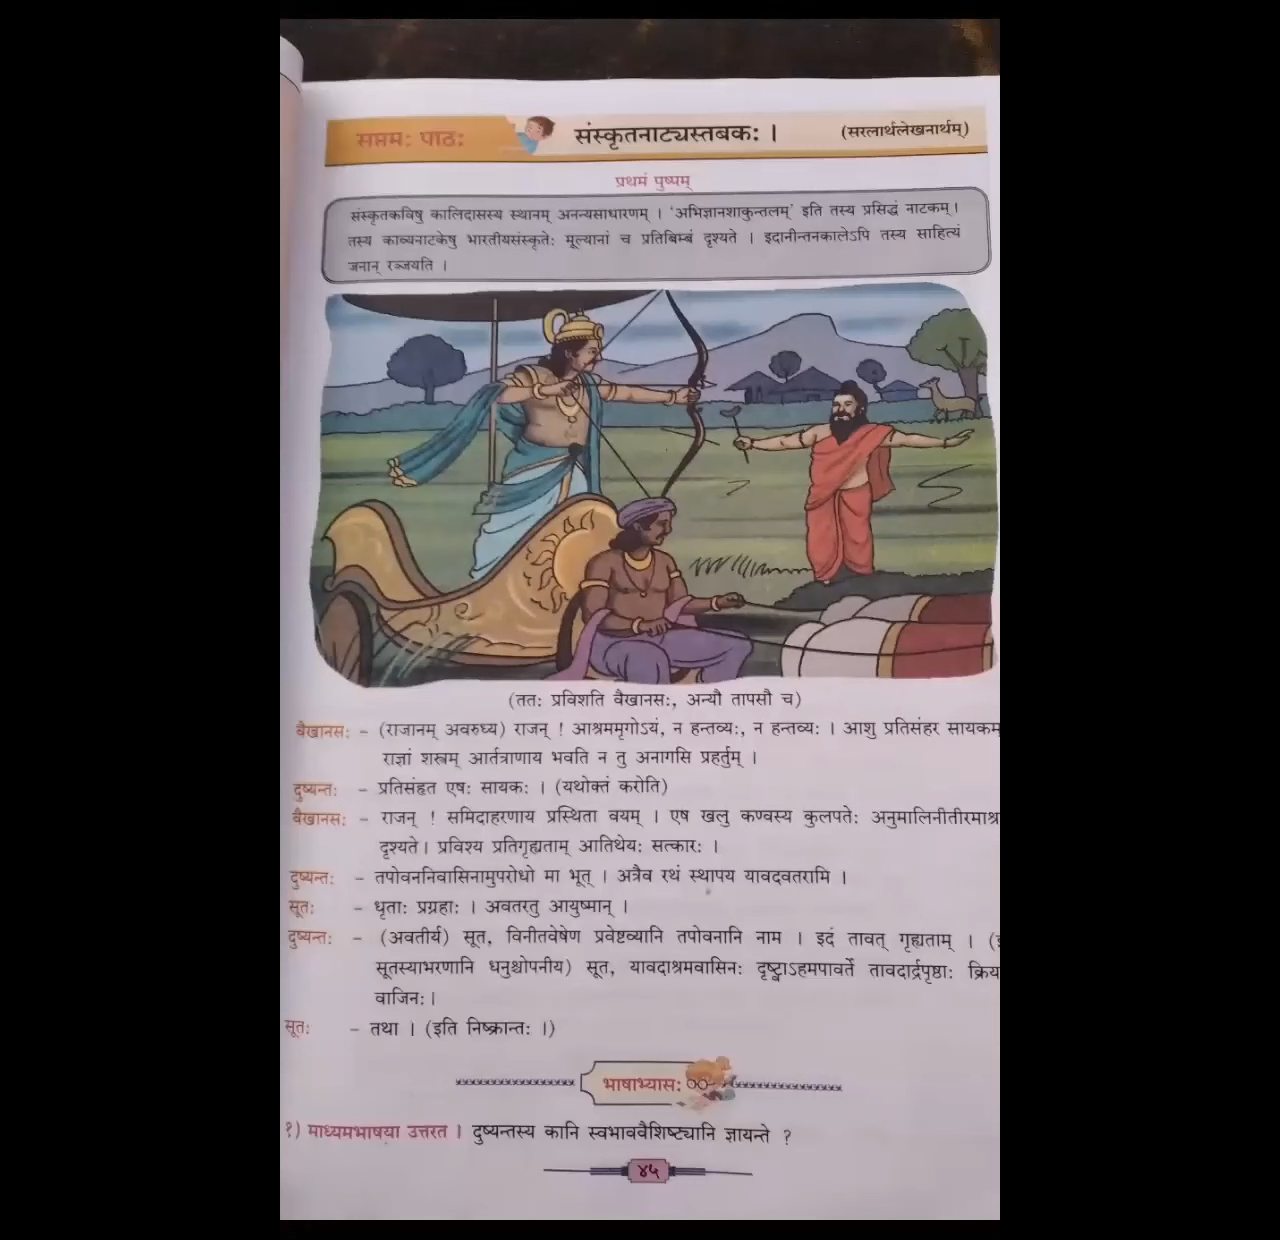 सप्तमः पाठः संस्कृतनाट्यस्तबकः । (सरलार्थलेखनार्थम्)
प्रथमं पुष्पम्
संस्कृतकविषु कालिदासस्य स्थानम् अनन्यसाधारणम् । 'अभिज्ञानशाकुन्तलम्' इति तस्य प्रसिद्धं नाटकम् ।
तस्य काव्यनाटकेषु भारतीयसंस्कृतेः मूल्यानां च प्रतिबिम्बं दृश्यते । इदानीन्तनकालेऽपि तस्य साहित्यं
जनान् रञ्जयति ।
(ततः प्रविशति वैखानसः, अन्यौ तापसौ च)
वैखानसः – (राजानम् अवरुध्य) राजन् ! आश्रममृगोऽयं, न हन्तव्यः, न हन्तव्यः । आशु प्रतिसंहर सायकम्
राज्ञां शस्त्रम् आर्तत्राणाय भवति न तु अनागसि प्रहर्तुम् ।
दुष्यन्तः – प्रतिसंहृत एषः सायकः । (यथोक्तं करोति)
वैखानसः – राजन् ! समिदाहरणाय प्रस्थिता वयम् । एष खलु कण्वस्य कुलपतेः अनुमालिनीतीरमाश्र
दृश्यते । प्रविश्य प्रतिगृह्यताम् आतिथेयः सत्कारः ।
दुष्यन्तः – तपोवननिवासिनामुपरोधो मा भूत् । अत्रैव रथं स्थापय यावदवतरामि ।
सूतः – धृताः प्रग्रहाः । अवतरतु आयुष्मान् ।
दुष्यन्तः – (अवतीर्य) सूत, विनीतवेषेण प्रवेष्टव्यानि तपोवनानि नाम । इदं तावत् गृह्यताम् । (
सूतस्याभरणानि धनुश्चोपनीय) सूत, यावदाश्रमवासिनः दृष्ट्वाऽहमपावर्ते तावदार्द्रपृष्ठाः क्रिय
वाजिनः ।
सूतः – तथा । (इति निष्क्रान्तः ।)
भाषाभ्यासः
१) माध्यमभाषया उत्तरत । दुष्यन्तस्य कानि स्वभाववैशिष्ट्यानि ज्ञायन्ते ?
४५